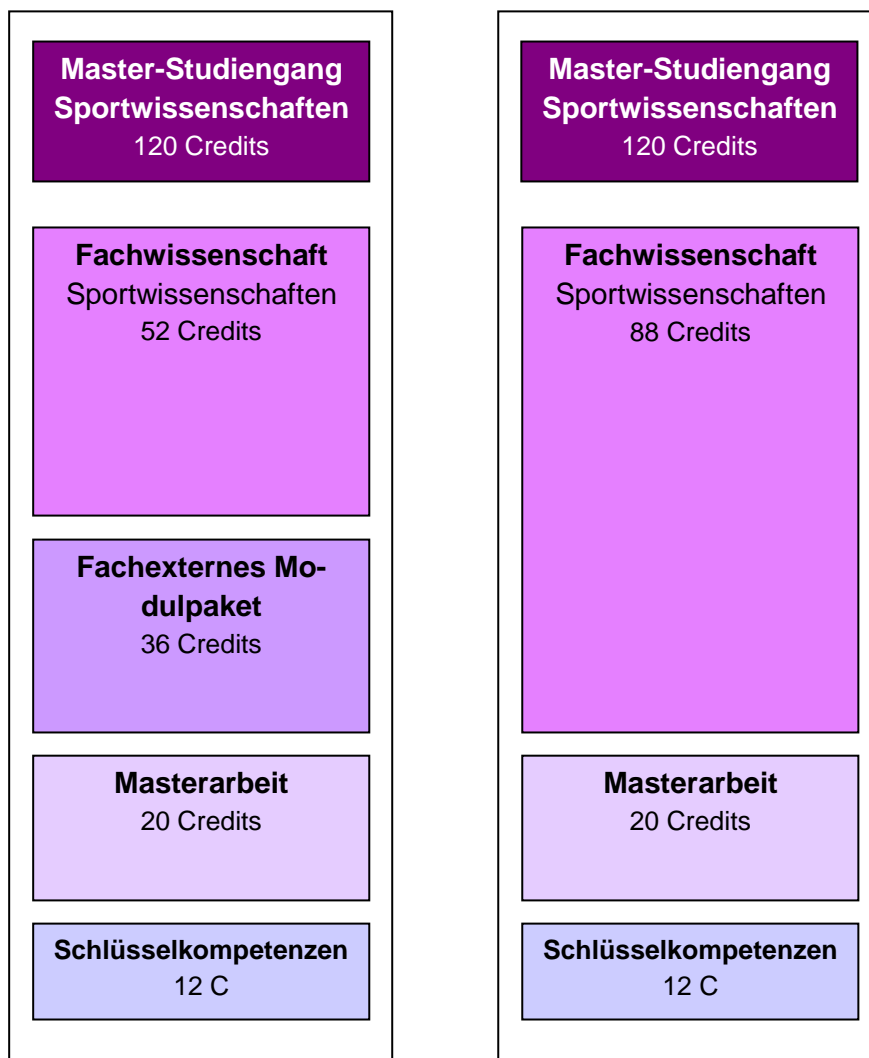 Master-Studiengang
Sportwissenschaften
120 Credits
Fachwissenschaft
Sportwissenschaften
52 Credits
Fachexternes Mo-
dulpaket
36 Credits
Masterarbeit
20 Credits
Schlüsselkompetenzen
12 C
Master-Studiengang
Sportwissenschaften
120 Credits
Fachwissenschaft
Sportwissenschaften
88 Credits
Masterarbeit
20 Credits
Schlüsselkompetenzen
12 C